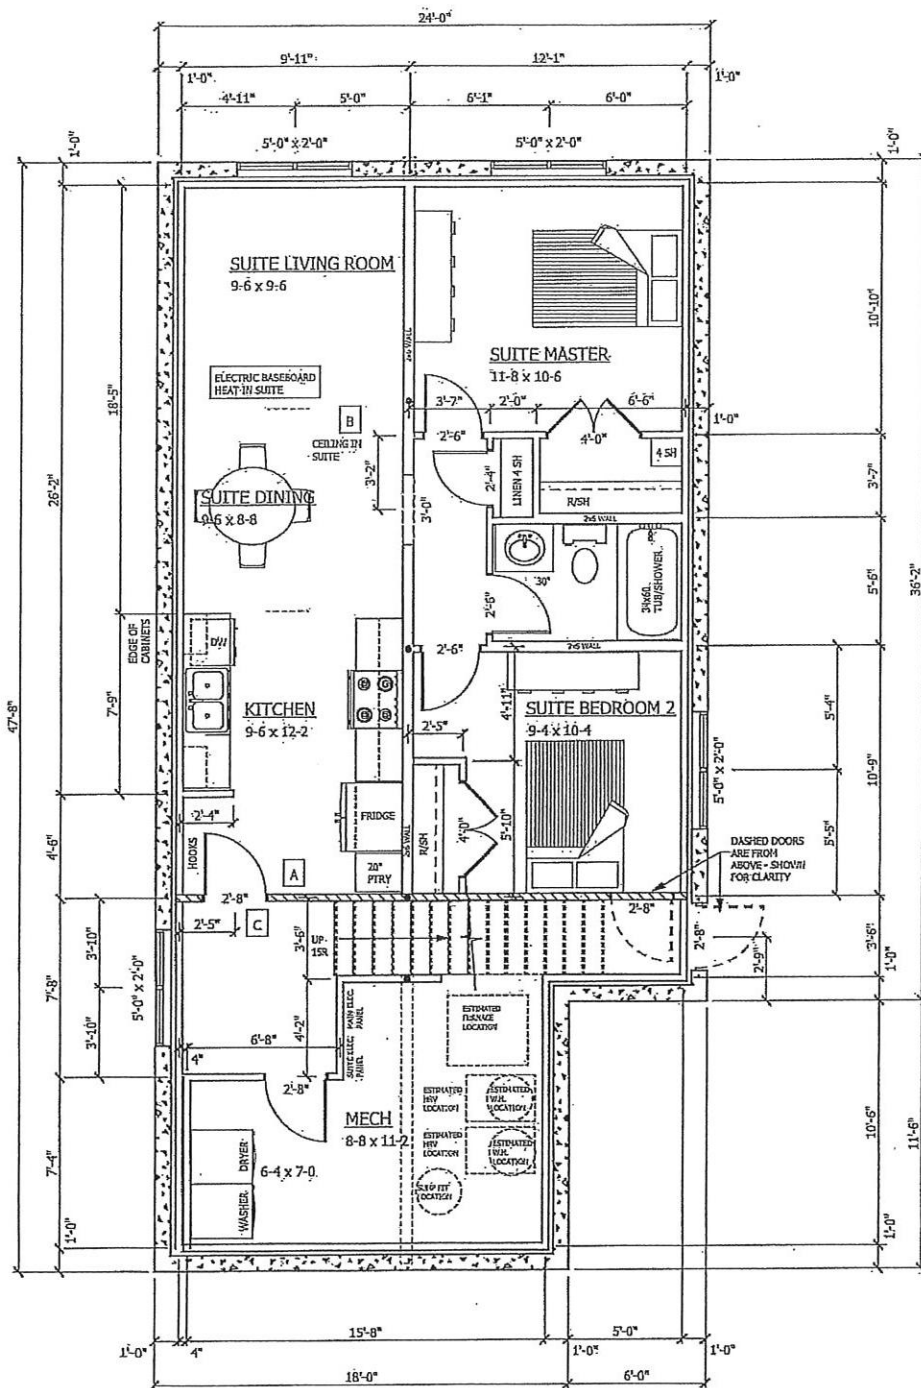 24'-0"
9'-11"
12'-1"
1'-0"
1'-0"
4'-11"
5'-0"
6'-1"
6'-0"
1'-0"
5'-0" x 2'-0"
5'-0" x 2'-0"
1'-0"
SUITE LIVING ROOM
9-6 x 9-6
2x6 WALL
SUITE MASTER
11-8 x 10-6
10'-10"
ELECTRIC BASEBOARD
HEAT IN SUITE
18'-5"
26'-2"
B
CEILING IN
SUITE
3'-2"
3'-7"
2'-0"
6'-6"
1'-0"
2'-6"
4'-0"
4 SH
2'-4"
LINEN 4 SH
R/SH
3'-7"
3'-0"
SUITE DINING
9-6 x 8-8
2x6 WALL
30"
34x60
TUB/SHOWER
5'-6"
36'-2"
2'-6"
EDGE OF
CABINETS
D/W
2'-6"
2x6 WALL
47'-8"
7'-9"
KITCHEN
9-6 x 12-2
4'-11"
SUITE BEDROOM 2
9-4 x 10-4
2'-5"
5'-4"
5'-0" x 2'-0"
10'-9"
5'-5"
2'-4"
FRIDGE
4'-6"
HOOKS
2x6 WALL
R/SH
4'-0"
5'-10"
DASHED DOORS
ARE FROM
ABOVE - SHOWN
FOR CLARITY
A
20"
PTRY
2'-8"
2'-8"
2'-5"
C
3'-6"
UP
15R
2'-8"
2'-9"
3'-6"
1'-0"
3'-10"
5'-0" x 2'-0"
7'-8"
3'-10"
4'-2"
MAIN ELEC.
PANEL
SUITE ELEC.
PANEL
ESTIMATED
FURNACE
LOCATION
6'-8"
4"
2'-8"
MECH
8-8 x 11-2
ESTIMATED
HRV
LOCATION
ESTIMATED
W.H.
LOCATION
ESTIMATED
HRV
LOCATION
ESTIMATED
W.H.
LOCATION
10'-6"
11'-6"
7'-4"
DRYER
6-4 x 7-0
WASHER
LOCATION
1'-0"
1'-0"
15'-8"
5'-0"
1'-0"
4"
1'-0"
1'-0"
18'-0"
6'-0"